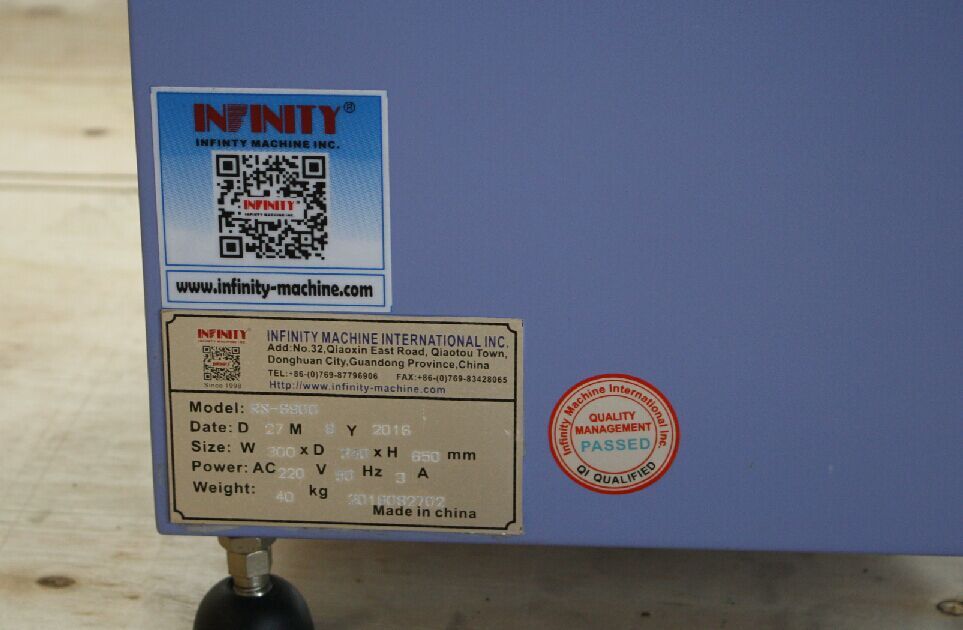 INFINITY®
INFINTY MACHINE INC.
INFINITY
www.infinity-machine.com
INFINITY
INFINITY MACHINE INTERNATIONAL INC.
Add:No.32,Qiaoxin East Road, Qiaotou Town,
Donghuan City,Guandong Province,China
TEL:+86-(0)769-87796906 FAX:+86-(0)769-83428065
Since 1998
Http://www.infinity-machine.com
Model:
Date: D 27 M Y 2016
Size: W 300 x D x H 650 mm
Power: AC 220 V Hz 3 A
Weight: 40 kg
2016082702
Made in china
Infinity Machine International Inc.
QUALITY
MANAGEMENT
PASSED
QI QUALIFIED